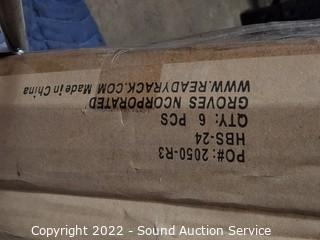 PO#: 2050-R3
HBS-24
QTY: 6 PCS
GROVES NCORPORATED
WWW.READYRACK.COM Made in China
Copyright 2022 - Sound Auction Service